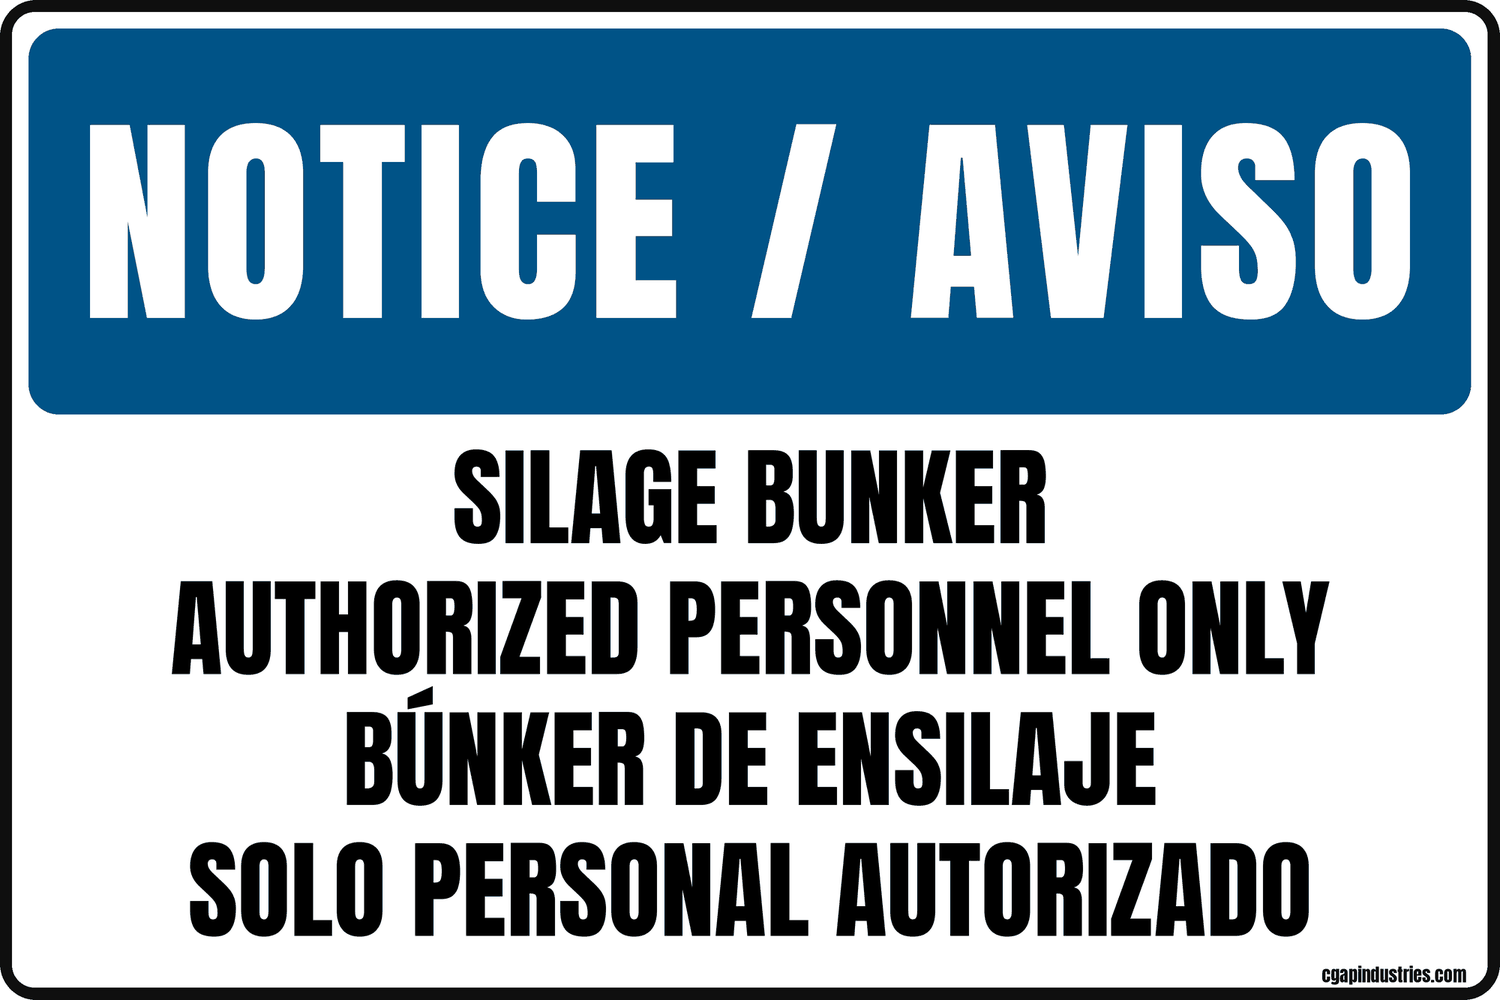 NOTICE / AVISO
SILAGE BUNKER
AUTHORIZED PERSONNEL ONLY
BÚNKER DE ENSILAJE
SOLO PERSONAL AUTORIZADO
cgapindustries.com